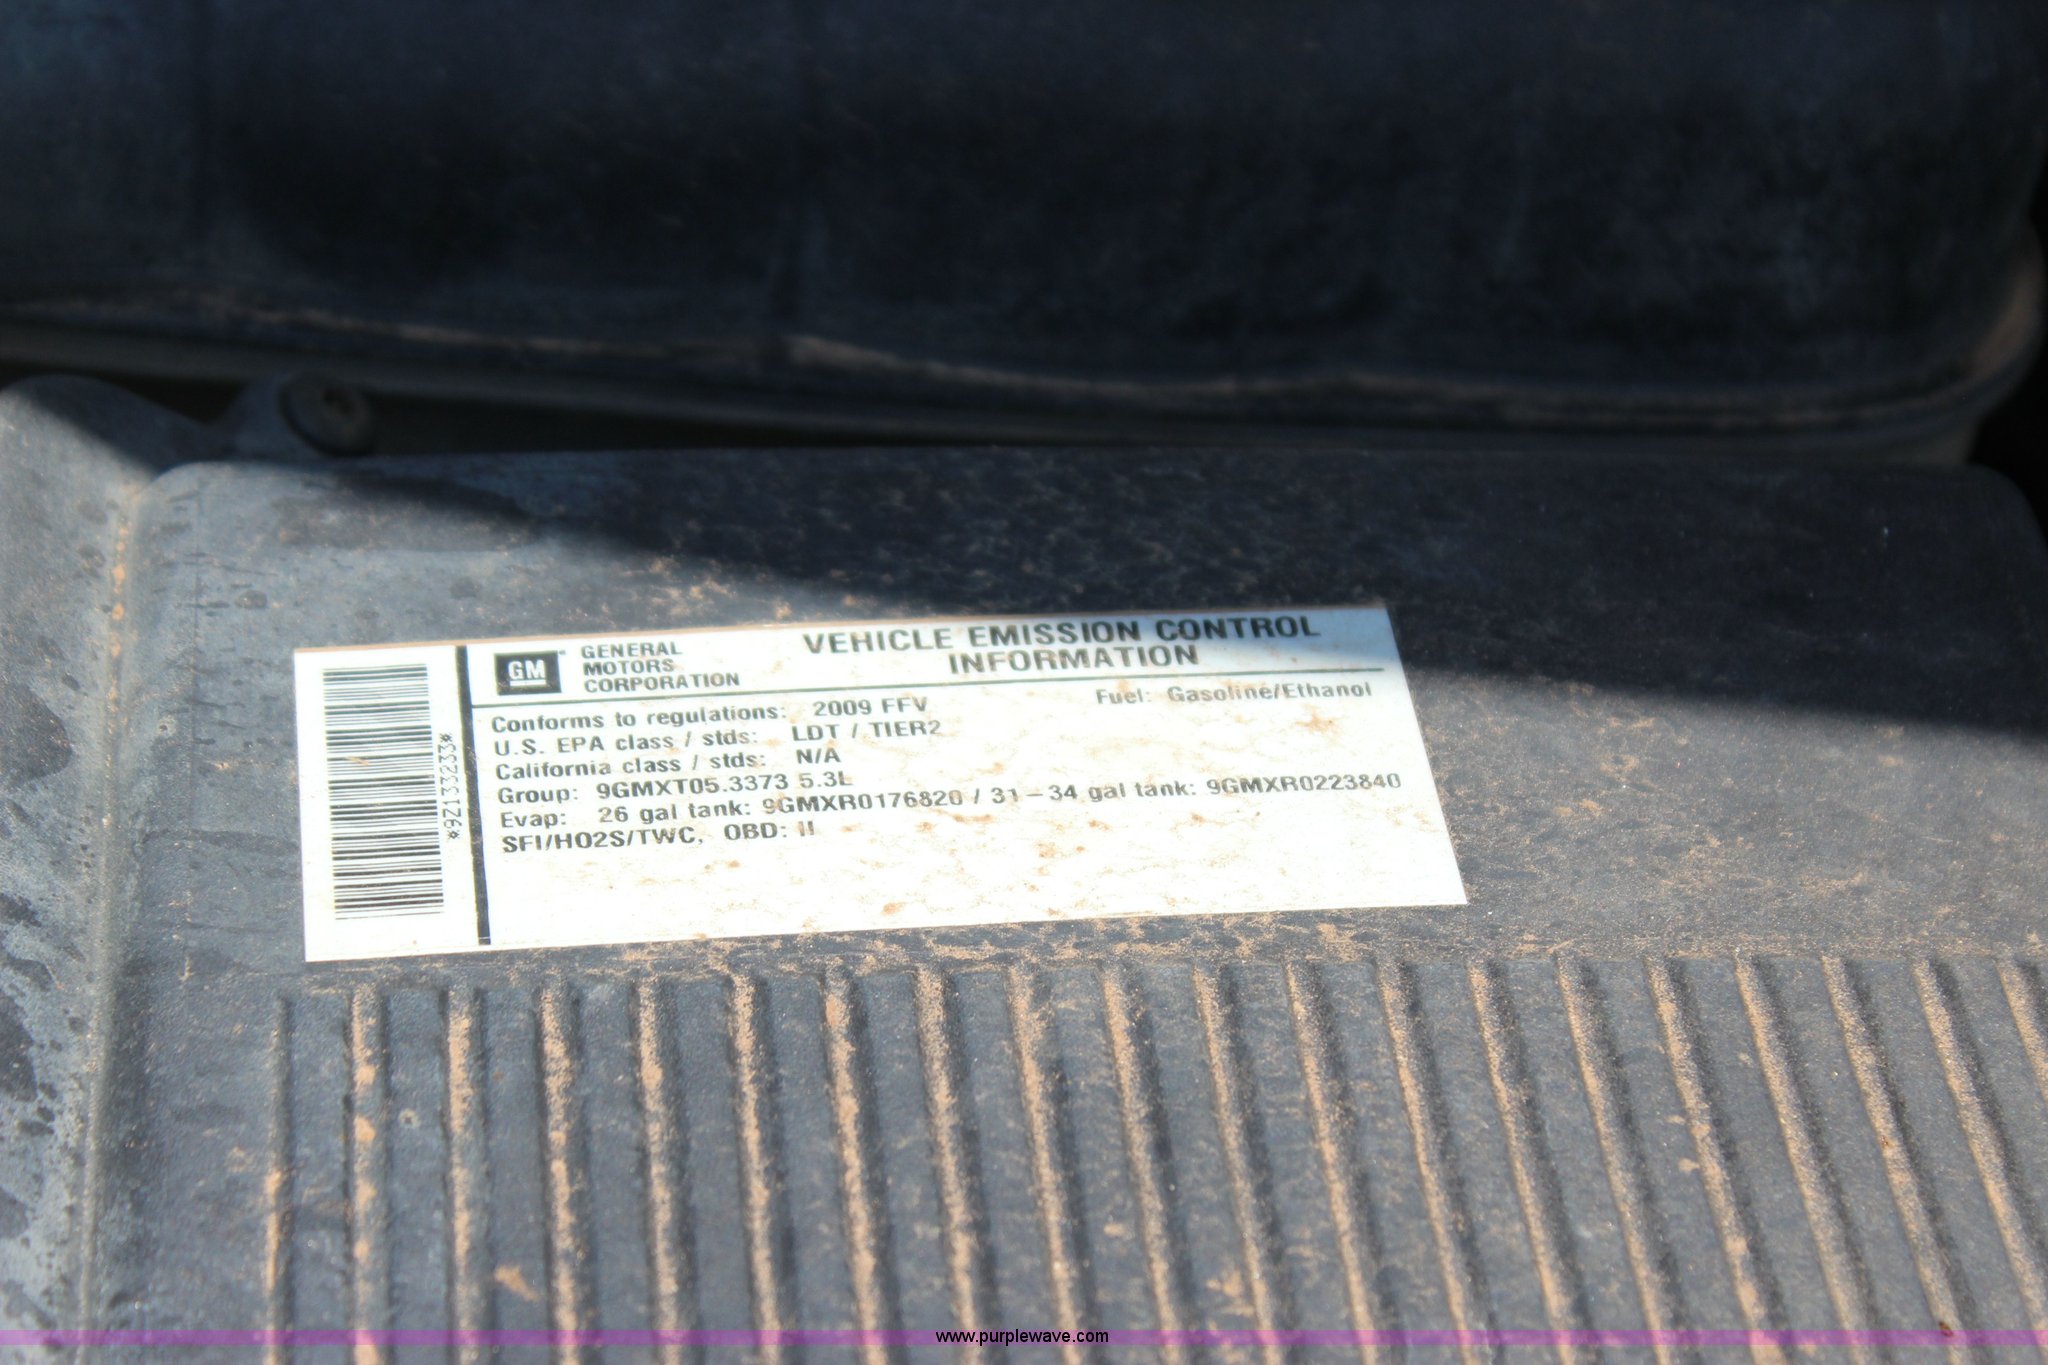 GM
GENERAL
MOTORS
CORPORATION
VEHICLE EMISSION CONTROL
INFORMATION
Conforms to regulations: 2009 FFV
Fuel: Gasoline/Ethanol
U.S. EPA class / stds: LDT / TIER2
California class / stds: N/A
Group: 9GMXT05.3373 5.3L
Evap: 26 gal tank: 9GMXR0176820 / 31-34 gal tank: 9GMXR0223840
SFI/HO2S/TWC, OBD: II
*92133233*
www.purplewave.com